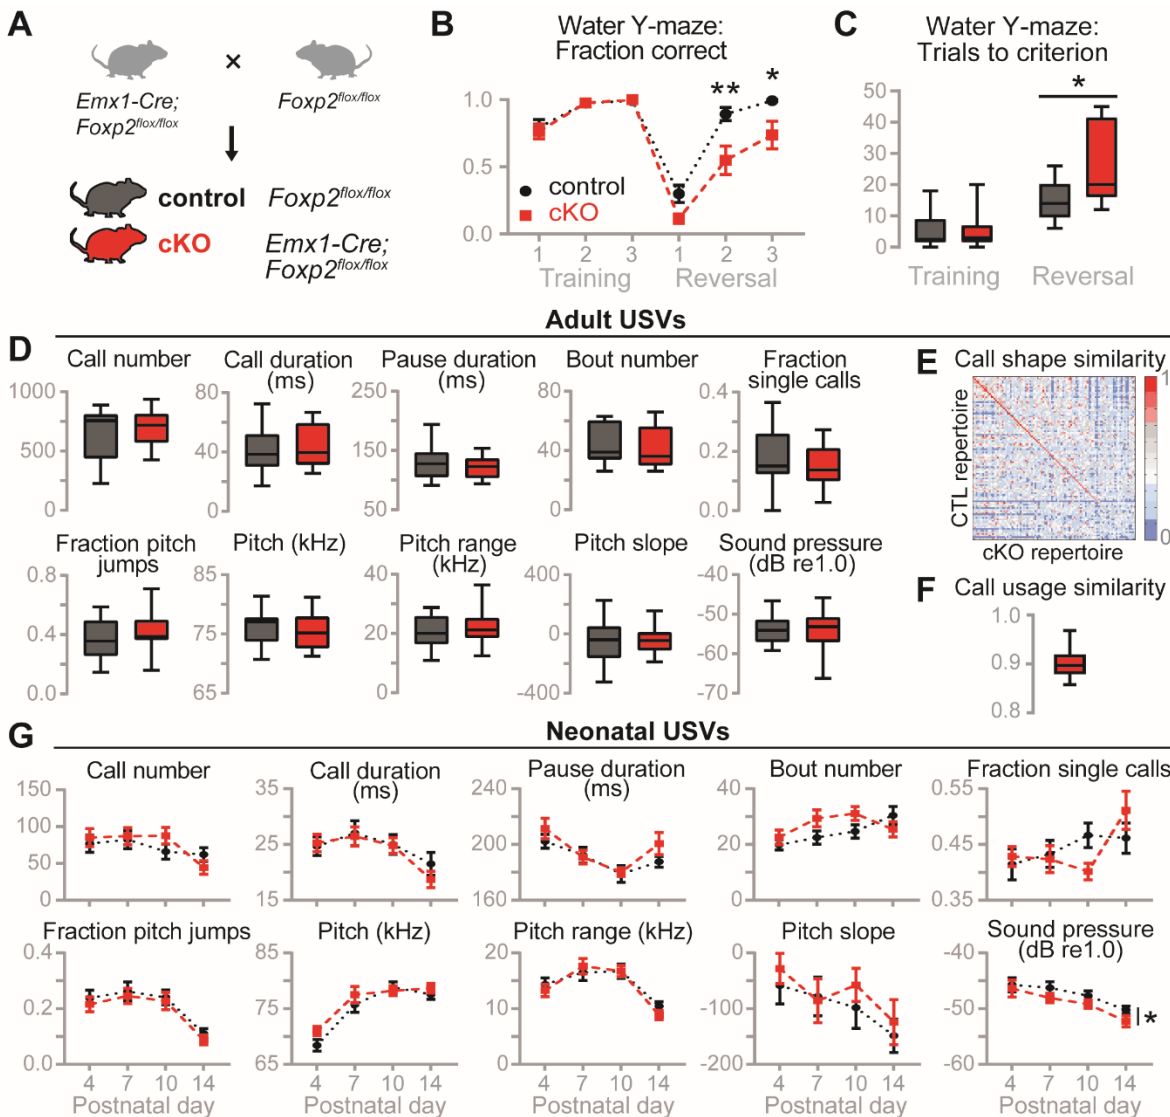 A
Emx1-Cre;
Foxp2flox/flox
×
Foxp2flox/flox
control
Foxp2flox/flox
cKO
Emx1-Cre;
Foxp2flox/flox
B
Water Y-maze:
Fraction correct
** *
1.0
0.5
0.0
control
cKO
1 2 3 1 2 3
Training Reversal
C
Water Y-maze:
Trials to criterion
*
50
40
30
20
10
0
Training Reversal
Adult USVs
D
Call number
1000
750
500
250
0
Call duration
(ms)
80
40
0
Pause duration
(ms)
250
150
50
Bout number
80
40
0
Fraction
single calls
0.4
0.2
0.0
Fraction pitch
jumps
0.8
0.4
0.0
Pitch (kHz)
85
75
65
Pitch range
(kHz)
40
20
0
Pitch slope
400
0
-400
Sound pressure
(dB re1.0)
-40
-50
-60
-70
E
Call shape similarity
CTL repertoire
cKO repertoire
1
0
F
Call usage similarity
1.0
0.9
0.8
Neonatal USVs
G
Call number
150
100
50
0
Call duration
(ms)
35
25
15
Pause duration
(ms)
240
200
160
Bout number
40
20
0
Fraction single calls
0.55
0.45
0.35
Fraction pitch jumps
0.4
0.2
0.0
4 7 10 14
Postnatal day
Pitch (kHz)
85
75
65
4 7 10 14
Postnatal day
Pitch range (kHz)
20
10
0
4 7 10 14
Postnatal day
Pitch slope
0
-100
-200
4 7 10 14
Postnatal day
Sound pressure
(dB re1.0)
-40
-50
-60
*
4 7 10 14
Postnatal day